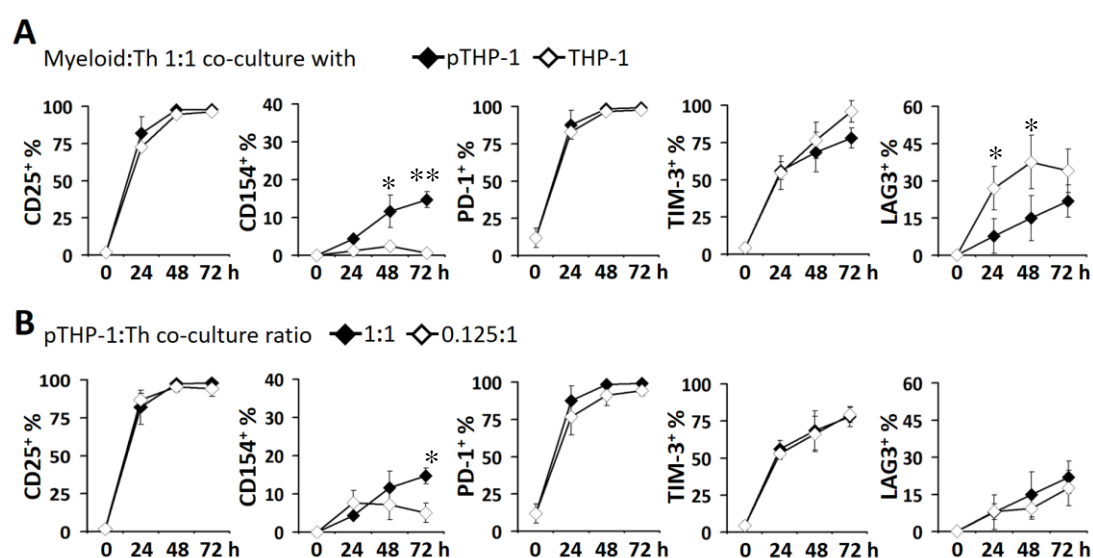 A
Myeloid:Th 1:1 co-culture with pTHP-1 THP-1
CD25⁺ %
100
75
50
25
0
0 24 48 72 h
CD154⁺ %
40
30
20
10
0
* **
0 24 48 72 h
PD-1⁺ %
100
75
50
25
0
0 24 48 72 h
TIM-3⁺ %
100
75
50
25
0
0 24 48 72 h
LAG3⁺ %
60
45
30
15
0
* *
0 24 48 72 h
B
pTHP-1:Th co-culture ratio 1:1 0.125:1
CD25⁺ %
100
75
50
25
0
0 24 48 72 h
CD154⁺ %
40
30
20
10
0
*
0 24 48 72 h
PD-1⁺ %
100
75
50
25
0
0 24 48 72 h
TIM-3⁺ %
100
75
50
25
0
0 24 48 72 h
LAG3⁺ %
60
45
30
15
0
0 24 48 72 h